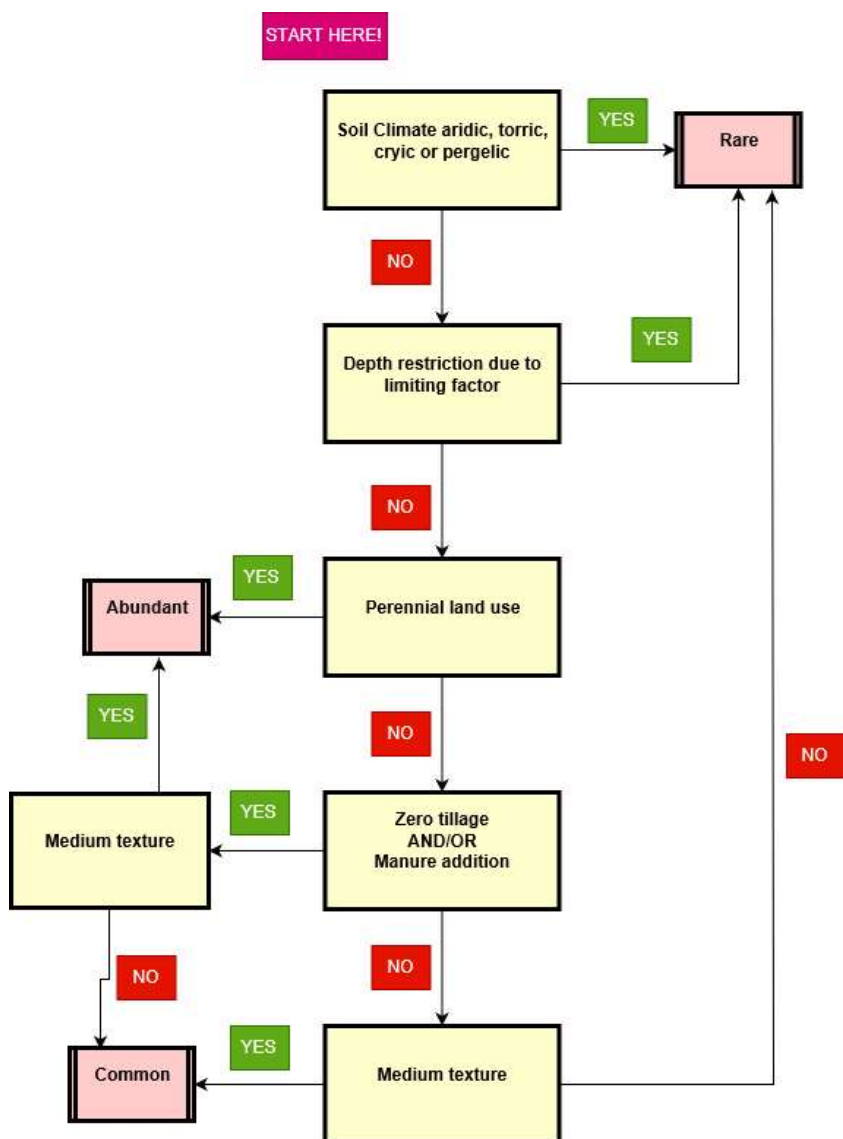 START HERE!
Soil Climate aridic, torric,
cryic or pergelic
YES
Rare
NO
Depth restriction due to
limiting factor
YES
NO
Perennial land use
YES
Abundant
YES
NO
NO
Medium texture
YES
Zero tillage
AND/OR
Manure addition
NO
NO
Common
YES
Medium texture